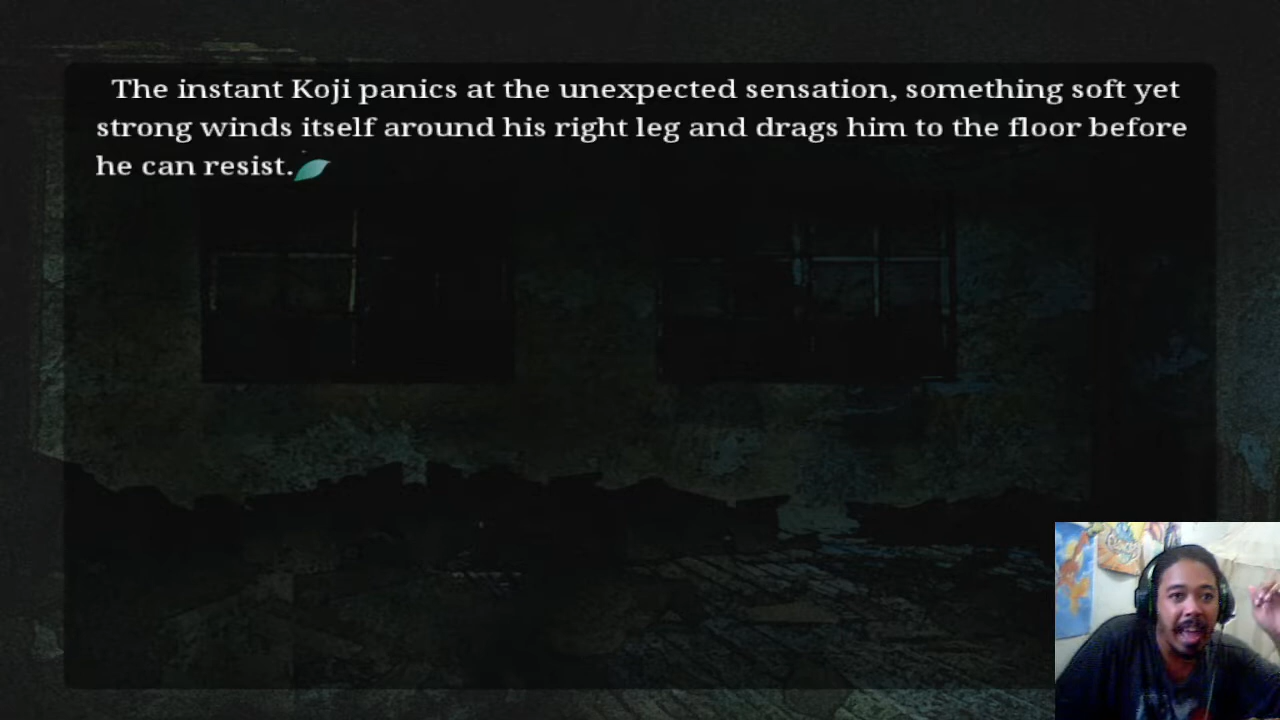 The instant Koji panics at the unexpected sensation, something soft yet
strong winds itself around his right leg and drags him to the floor before
he can resist.